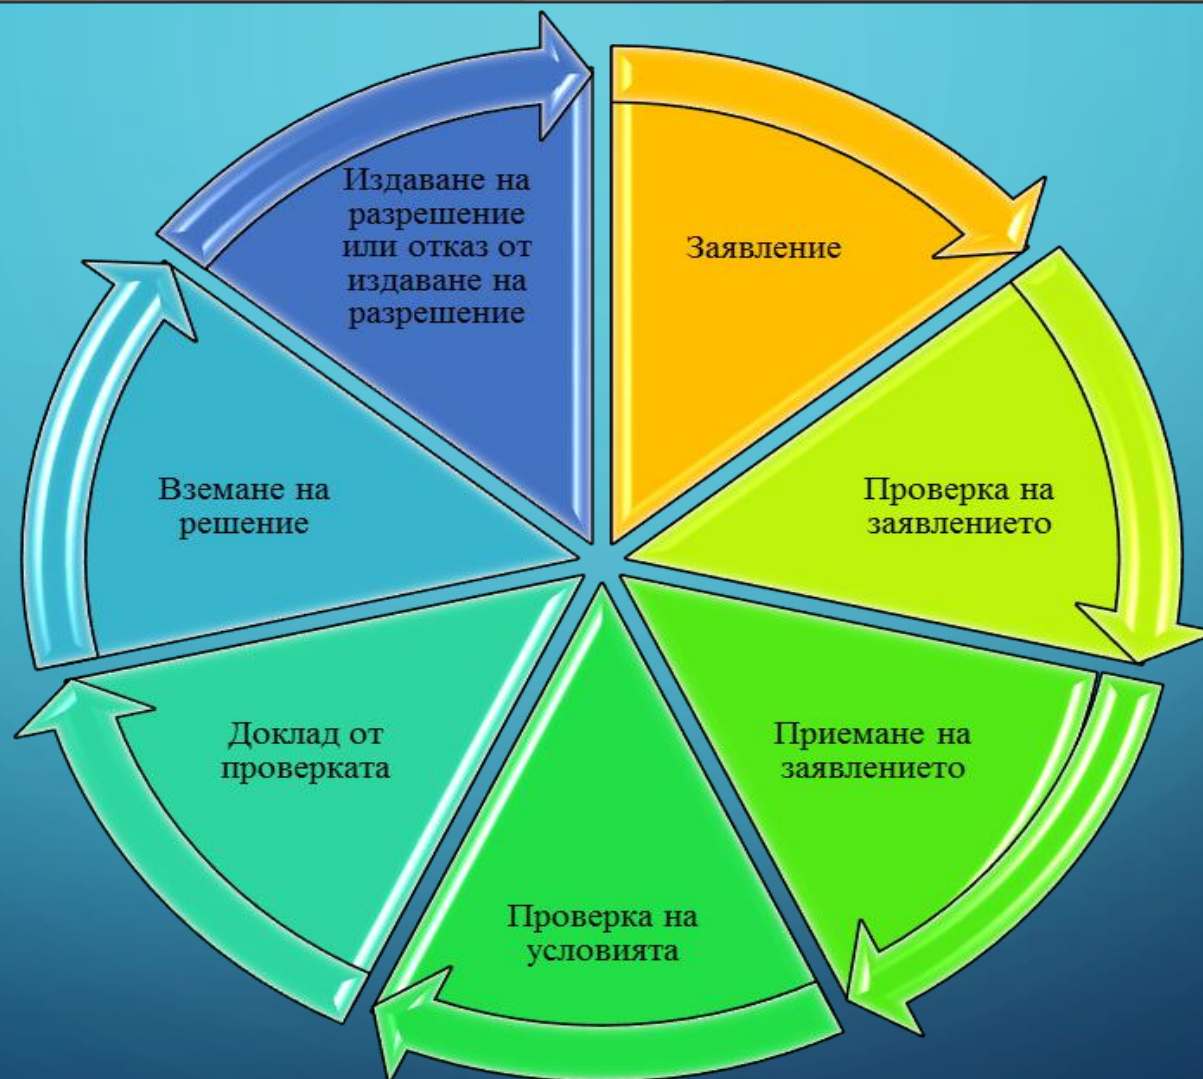 Заявление
Проверка на
заявлението
Приемане на
заявлението
Проверка на
условията
Доклад от
проверката
Вземане на
решение
Издаване на
разрешение
или отказ от
издаване на
разрешение